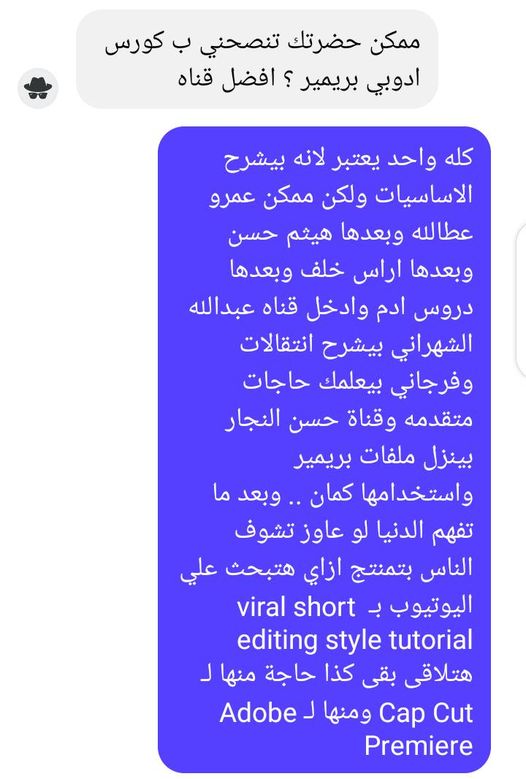 ممكن حضرتك تنصحني ب كورس
ادوبي بريمير ؟ افضل قناه
كله واحد يعتبر لانه بيشرح
الاساسيات ولكن ممكن عمرو
عطالله وبعدها هيثم حسن
وبعدها اراس خلف وبعدها
دروس ادم وادخل قناه عبدالله
الشهراني بيشرح انتقالات
وفرجاني بيعلمك حاجات
متقدمه وقناة حسن النجار
بينزل ملفات بريمير
واستخدامها كمان .. وبعد ما
تفهم الدنيا لو عاوز تشوف
الناس بتمنتج ازاي هتبحث علي
اليوتيوب بـ viral short
editing style tutorial
هتلاقى بقى كذا حاجة منها لـ
Cap Cut ومنها لـ Adobe
Premiere